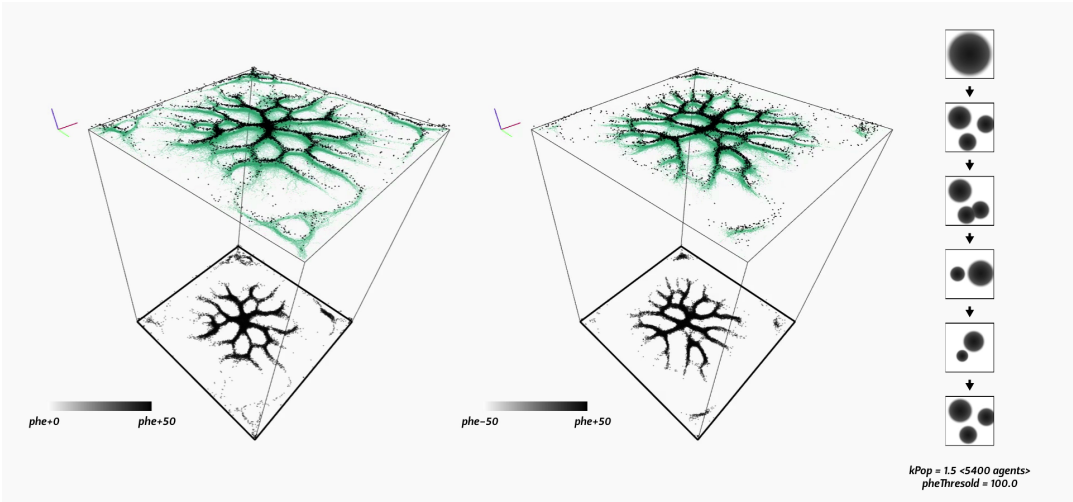 phe+0 phe+50
phe–50 phe+50
kPop = 1.5 <5400 agents>
pheThresold = 100.0